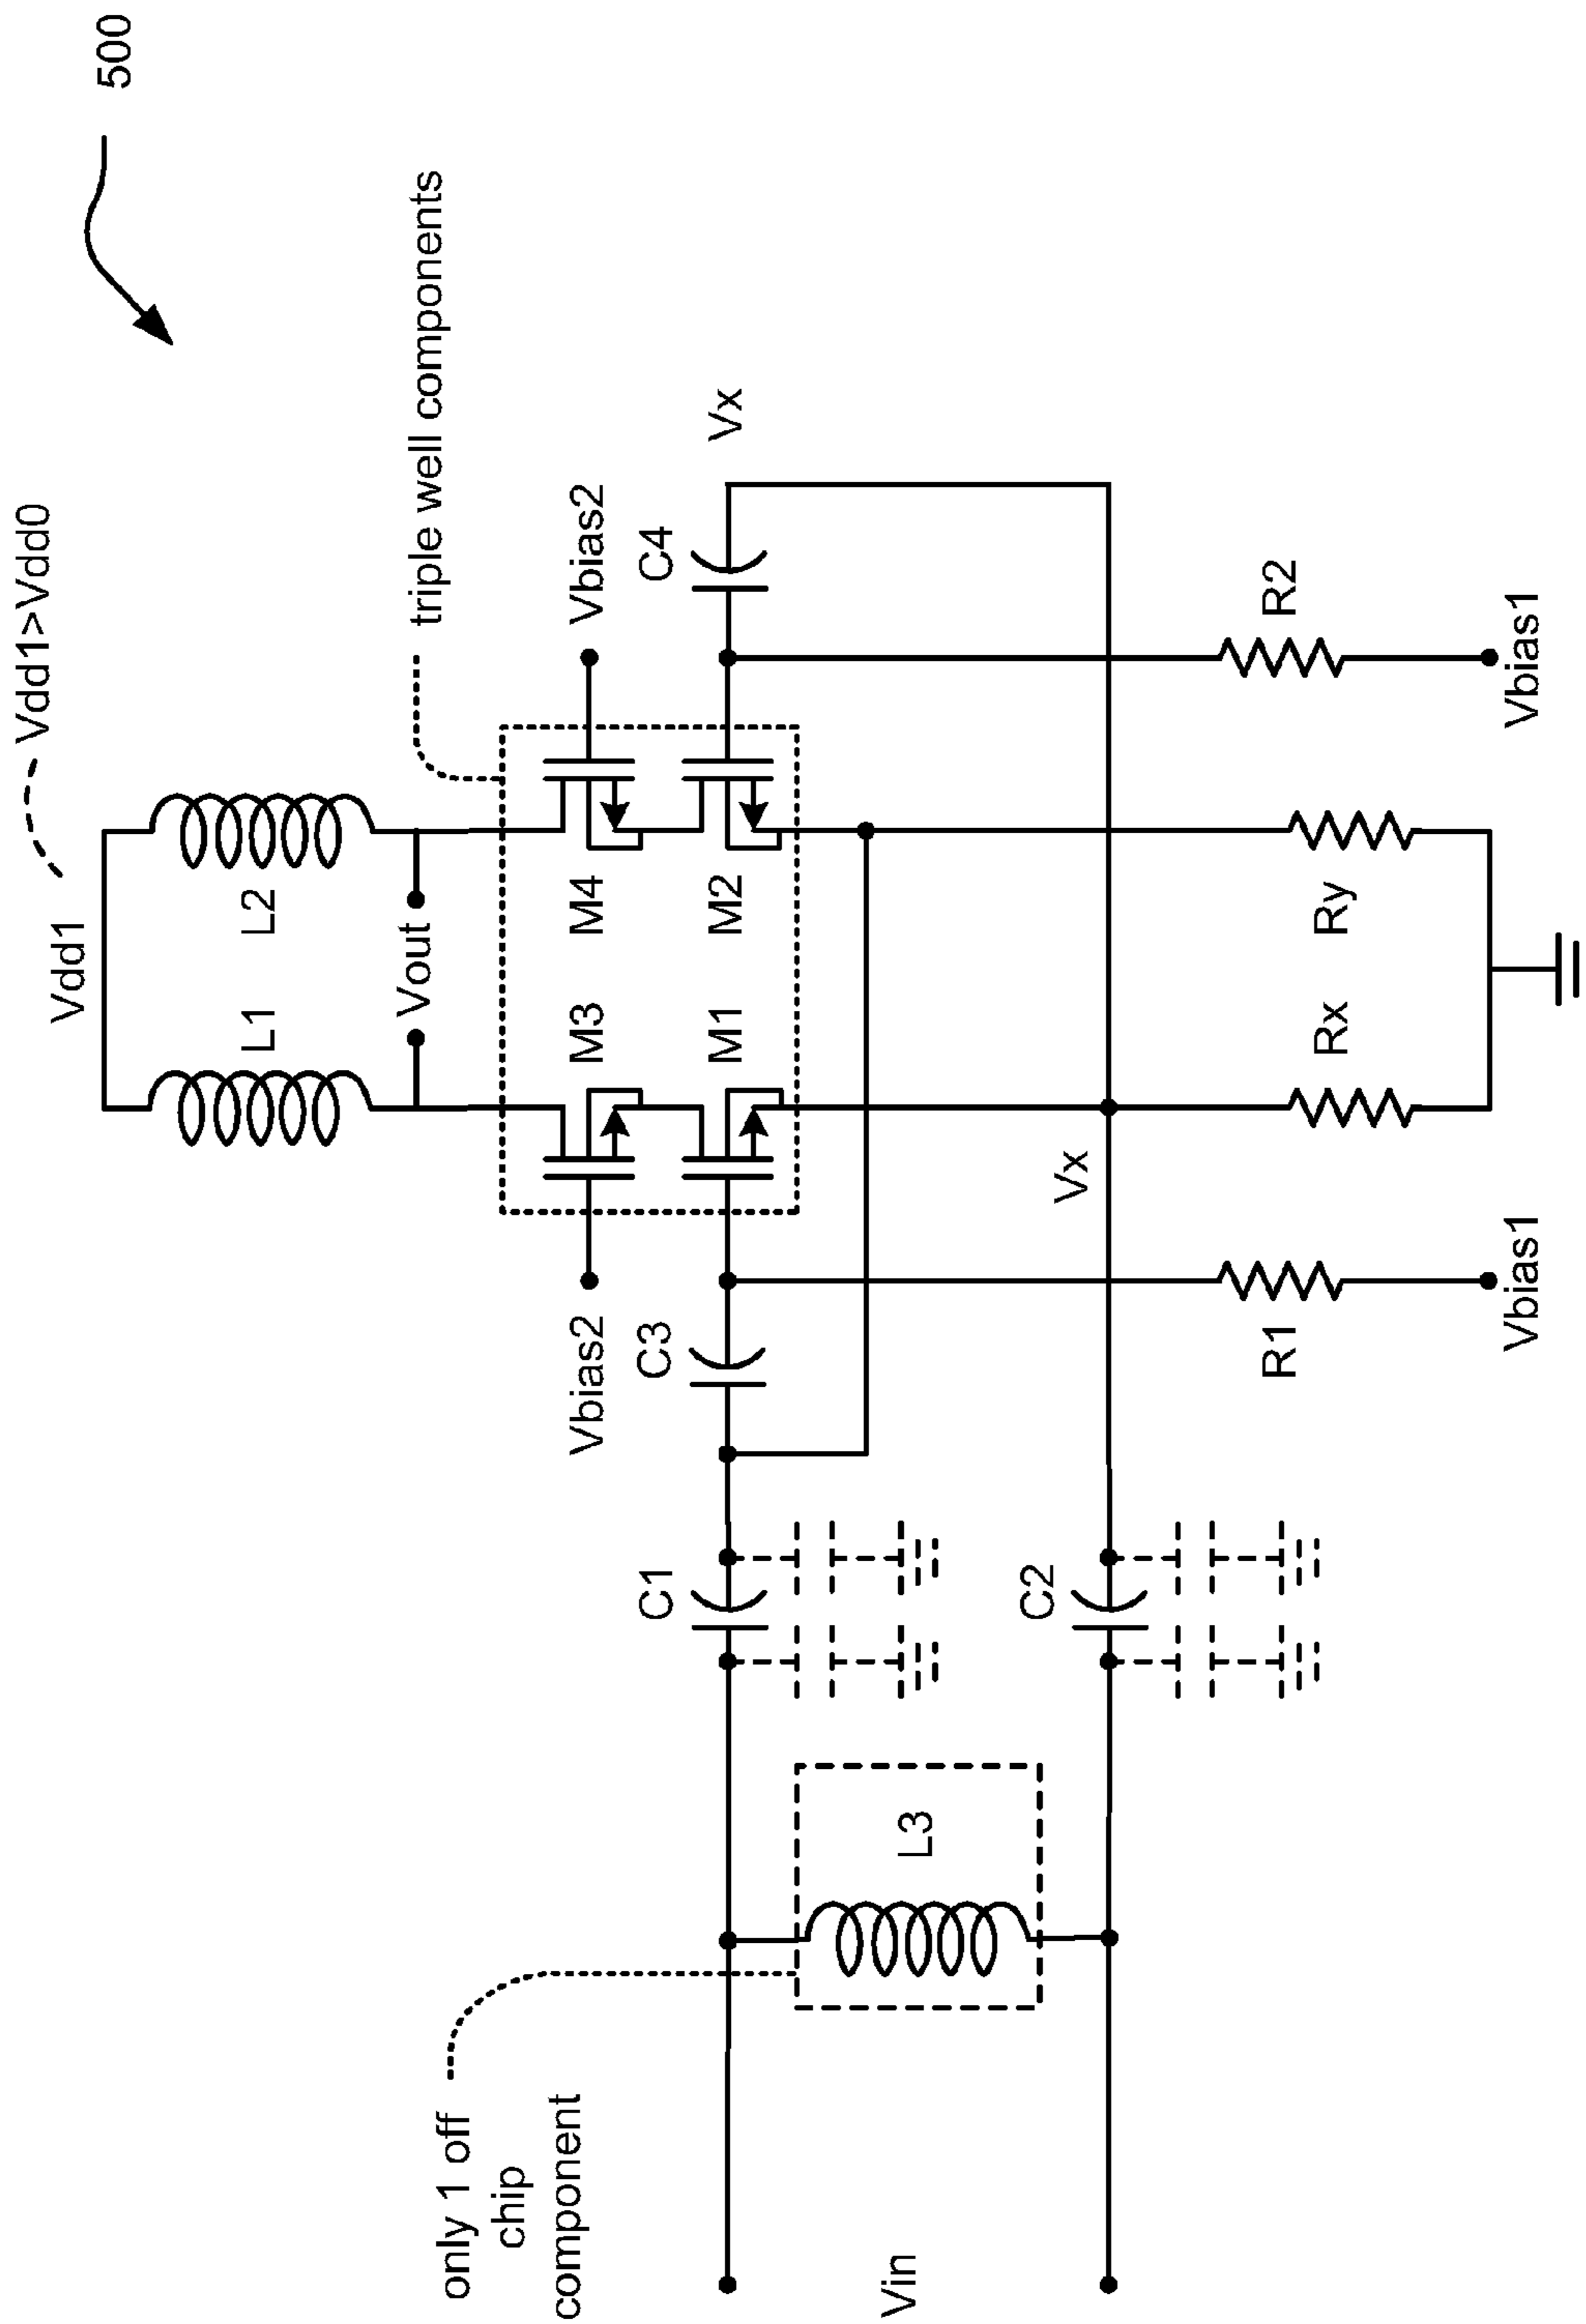 500
Vdd1>Vdd0
Vdd1
L1
L2
Vout
triple well components
Vbias2
M3
M4
Vbias2
C3
M1
M2
C4
Vx
only 1 off
chip
component
C1
Vin
L3
C2
Vx
R1
Rx
Ry
R2
Vbias1
Vbias1